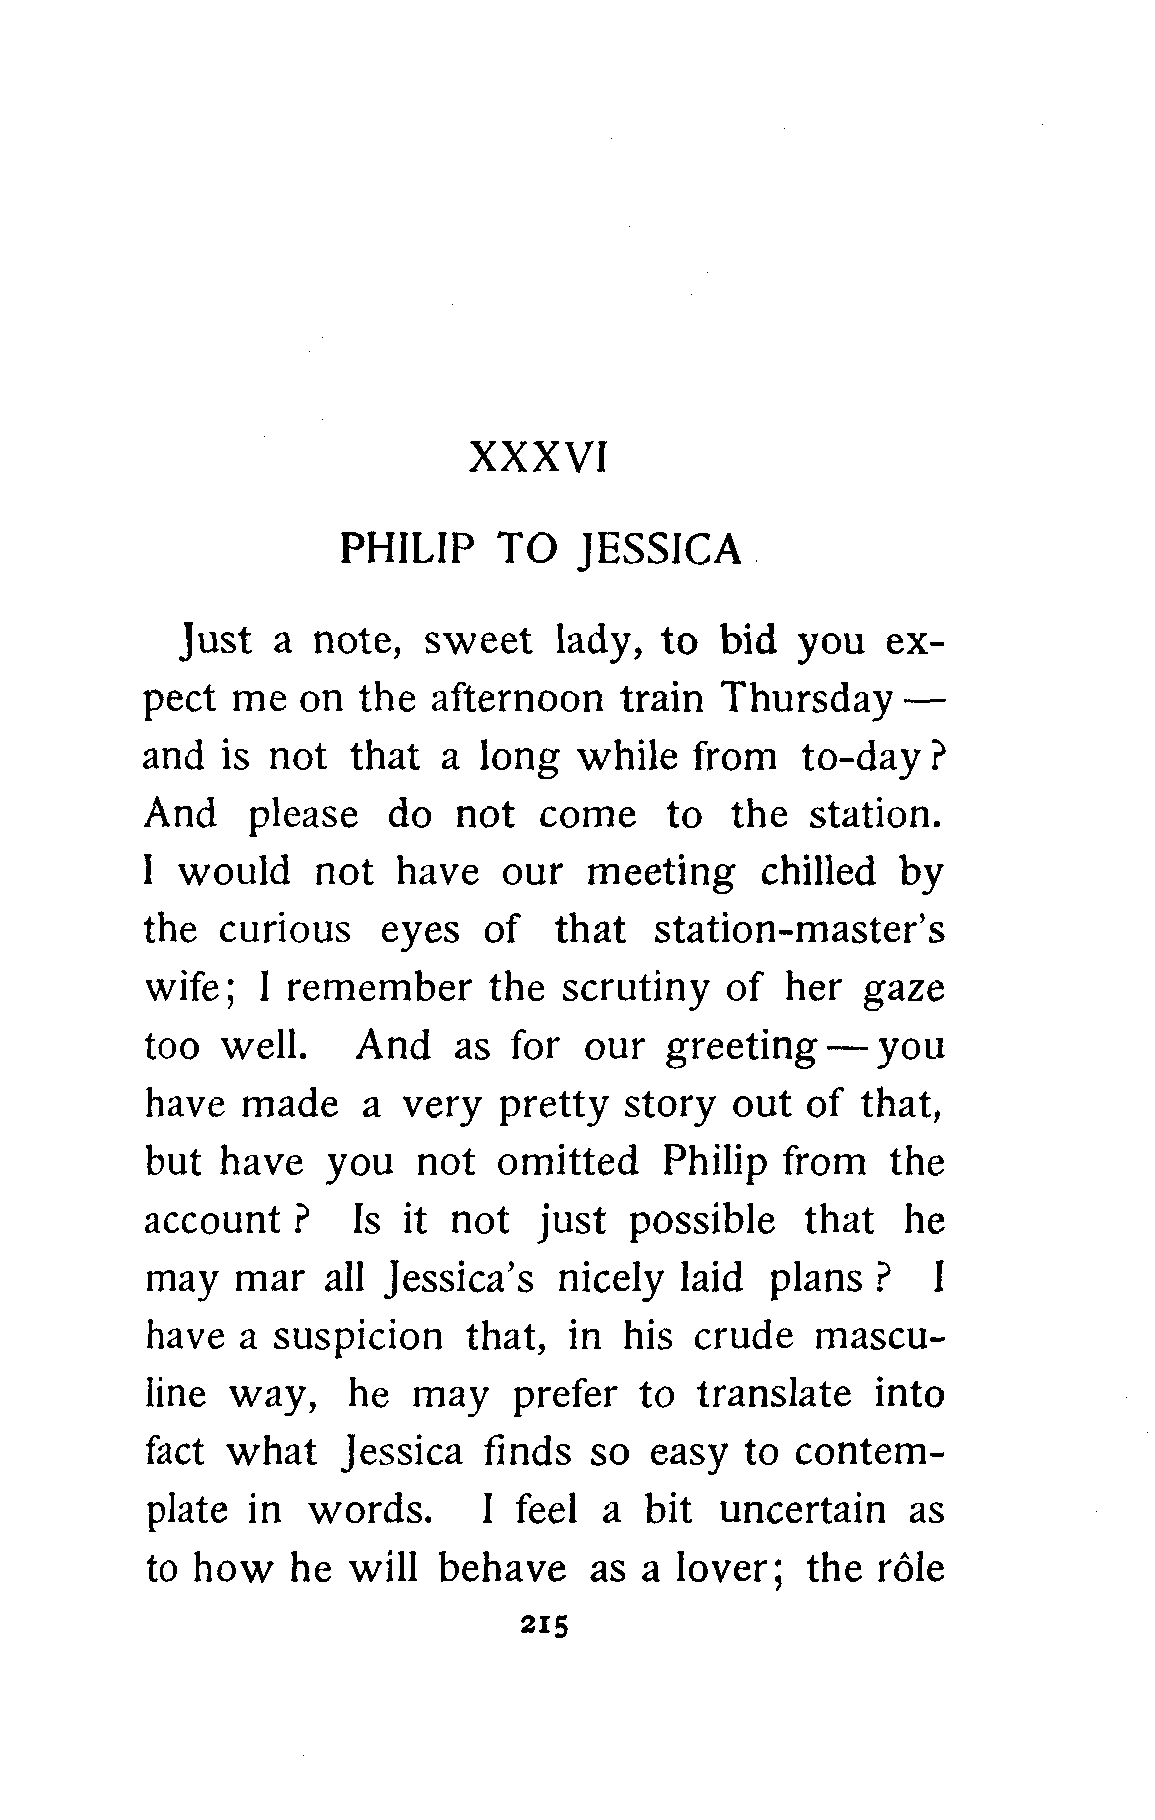 XXXVI
PHILIP TO JESSICA
Just a note, sweet lady, to bid you ex-
pect me on the afternoon train Thursday —
and is not that a long while from to-day?
And please do not come to the station.
I would not have our meeting chilled by
the curious eyes of that station-master's
wife; I remember the scrutiny of her gaze
too well. And as for our greeting — you
have made a very pretty story out of that,
but have you not omitted Philip from the
account? Is it not just possible that he
may mar all Jessica's nicely laid plans? I
have a suspicion that, in his crude mascu-
line way, he may prefer to translate into
fact what Jessica finds so easy to contem-
plate in words. I feel a bit uncertain as
to how he will behave as a lover; the rôle
215